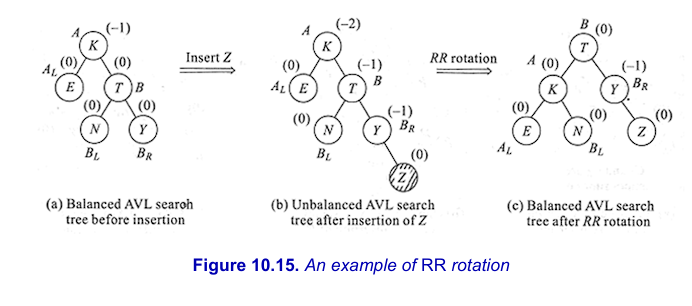 A (−1)
K
A_L (0) (0)
E T B
(0) (0)
N Y
B_L B_R
(a) Balanced AVL search
tree before insertion
Insert Z
A (−2)
K
(0) (−1)
A_L E T B
(0) (−1)
N Y B_R
B_L (0)
Z
(b) Unbalanced AVL search
tree after insertion of Z
RR rotation
B (0)
T
A (0) (−1)
K Y B_R
(0) (0) (0)
E N Z
A_L B_L
(c) Balanced AVL search
tree after RR rotation
Figure 10.15. An example of RR rotation